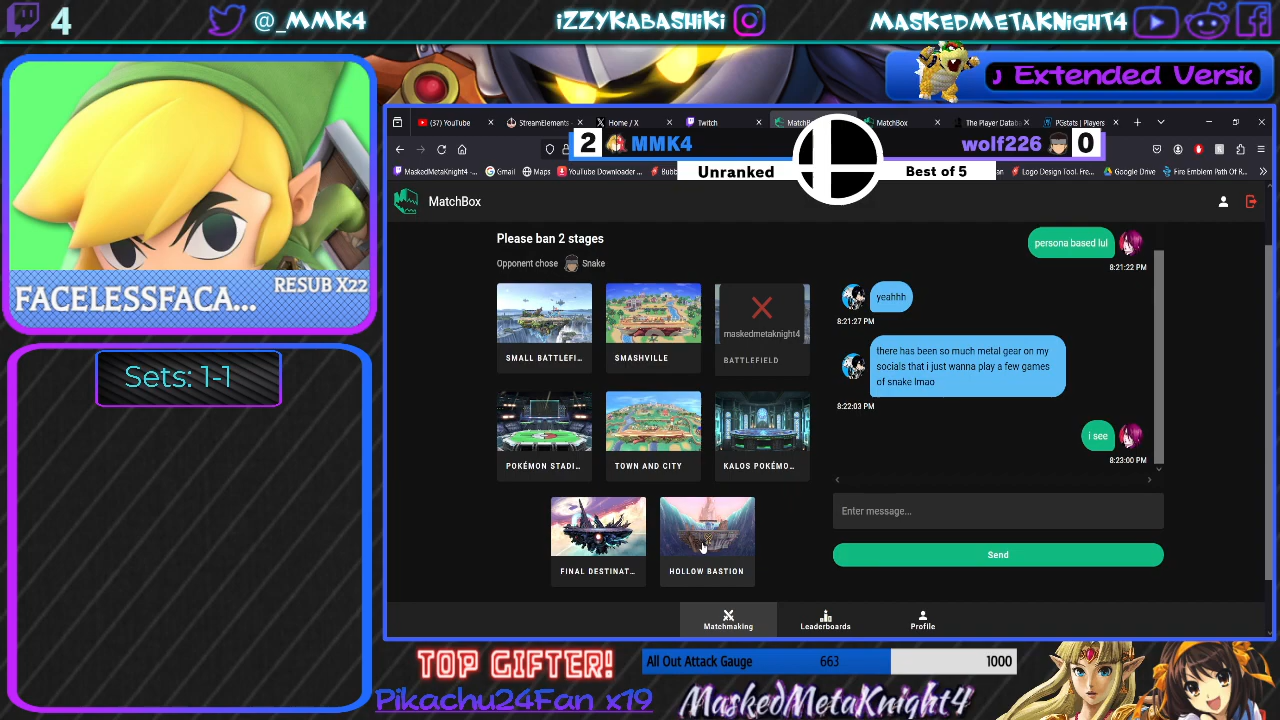 4
@_MMK4
iZZYKABASHiKi
MASKEDMETAKNIGHT4
Extended Versio
(37) YouTube
StreamElements -
Home / X
Twitch
MatchB
MatchBox
The Player Databa
PGstats | Players
2
MMK4
wolf226
0
Unranked
Best of 5
MaskedMetaKnight4 -...
Gmail
Maps
YouTube Downloader ...
Logo Design Tool. Fre...
Google Drive
Fire Emblem Path Of R...
MatchBox
FACELESSFACA...
RESUB X22
Sets: 1-1
Please ban 2 stages
Opponent chose
Snake
SMALL BATTLEFI...
SMASHVILLE
maskedmetaknight4
BATTLEFIELD
POKÉMON STADI...
TOWN AND CITY
KALOS POKÉMO...
FINAL DESTINAT...
HOLLOW BASTION
persona based lul
8:21:22 PM
yeahhh
8:21:27 PM
there has been so much metal gear on my
socials that i just wanna play a few games
of snake lmao
8:22:03 PM
i see
8:23:00 PM
Enter message...
Send
Matchmaking
Leaderboards
Profile
TOP GIFTER!
Pikachu24Fan x19
All Out Attack Gauge
663
1000
MaskedMetaKnight4